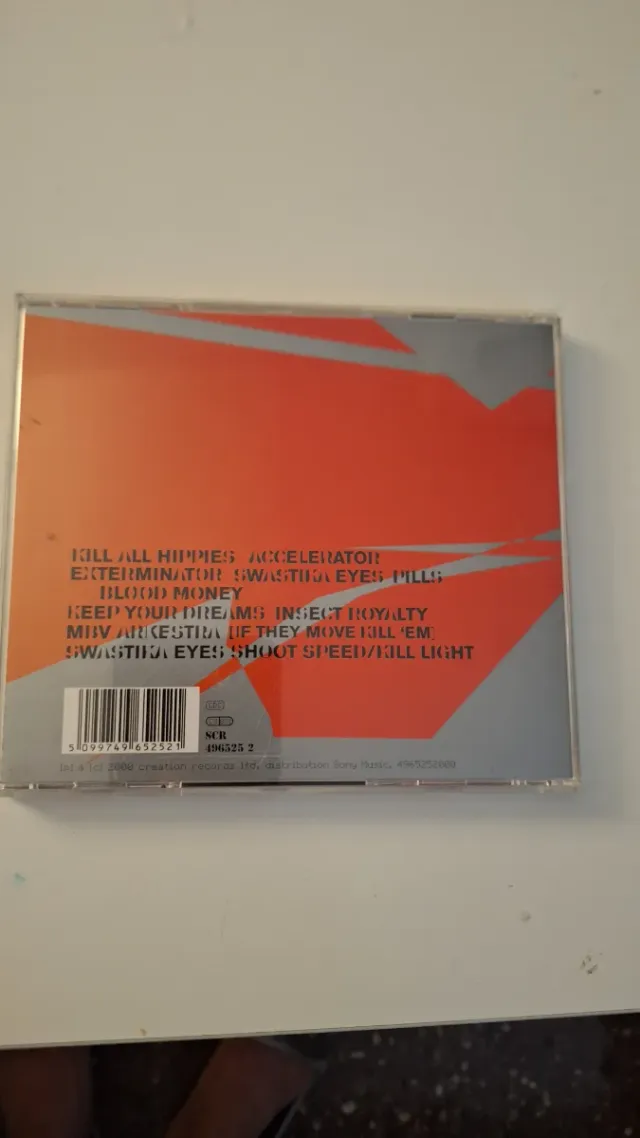 KILL ALL HIPPIES ACCELERATOR
EXTERMINATOR SWASTIKA EYES PILLS
BLOOD MONEY
KEEP YOUR DREAMS INSECT ROYALTY
MBV ARKESTRA [IF THEY MOVE KILL 'EM]
SWASTIKA EYES SHOOT SPEED/KILL LIGHT
5 099749 652521
SCR
496525 2
(p) & (c) 2000 creation records ltd. distribution Sony Music. 4965252000